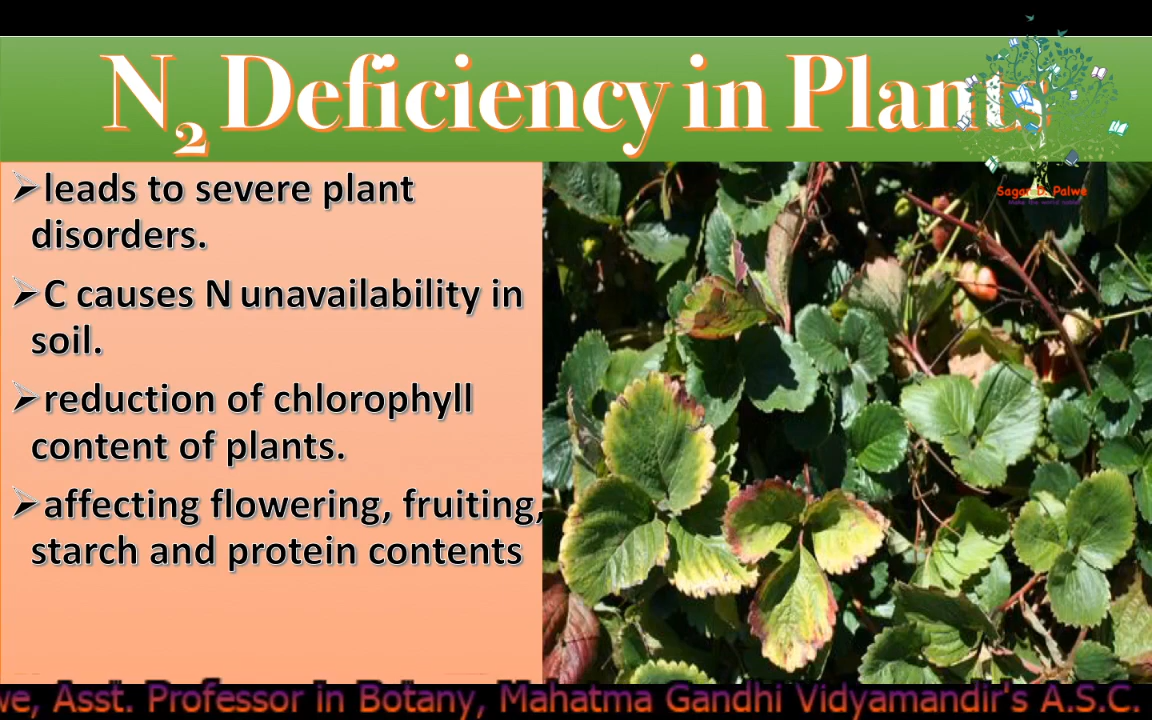 N₂ Deficiency in Plants
Sagar D. Palwe
➢leads to severe plant
disorders.
➢C causes N unavailability in
soil.
➢reduction of chlorophyll
content of plants.
➢affecting flowering, fruiting,
starch and protein contents
we, Asst. Professor in Botany, Mahatma Gandhi Vidyamandir's A.S.C.